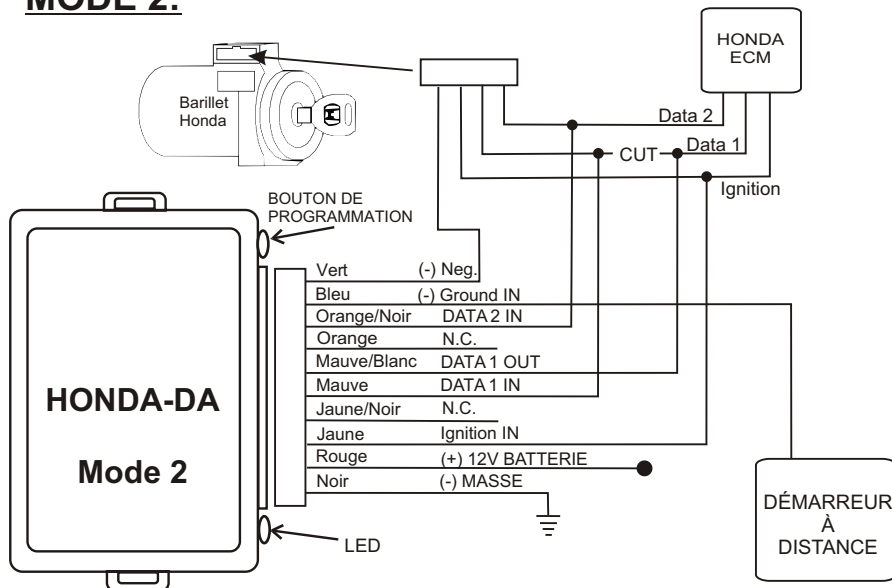 MODE 2:
HONDA
ECM
Barillet
Honda
Data 2
CUT
Data 1
Ignition
BOUTON DE
PROGRAMMATION
Vert (-) Neg.
Bleu (-) Ground IN
Orange/Noir DATA 2 IN
Orange N.C.
Mauve/Blanc DATA 1 OUT
Mauve DATA 1 IN
Jaune/Noir N.C.
Jaune Ignition IN
Rouge (+) 12V BATTERIE
Noir (-) MASSE
HONDA-DA
Mode 2
LED
DÉMARREUR
À
DISTANCE